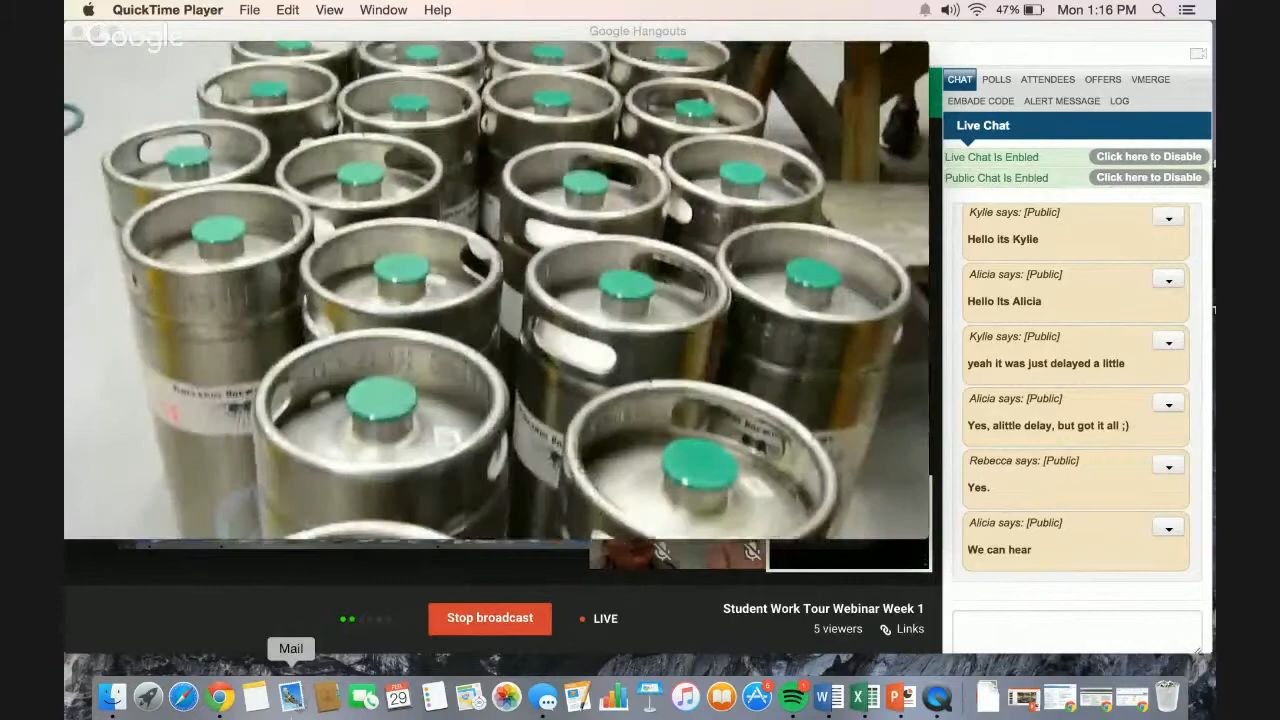 QuickTime Player File Edit View Window Help 47% Mon 1:16 PM
Google Hangouts
Google
CHAT POLLS ATTENDEES OFFERS VMERGE
EMBADE CODE ALERT MESSAGE LOG
Live Chat
Live Chat Is Enbled Click here to Disable
Public Chat Is Enbled Click here to Disable
Kylie says: [Public]
Hello its Kylie
Alicia says: [Public]
Hello Its Alicia
Kylie says: [Public]
yeah it was just delayed a little
Alicia says: [Public]
Yes, alittle delay, but got it all ;)
Rebecca says: [Public]
Yes.
Alicia says: [Public]
We can hear
Stop broadcast
LIVE
Student Work Tour Webinar Week 1
5 viewers Links
Mail
29